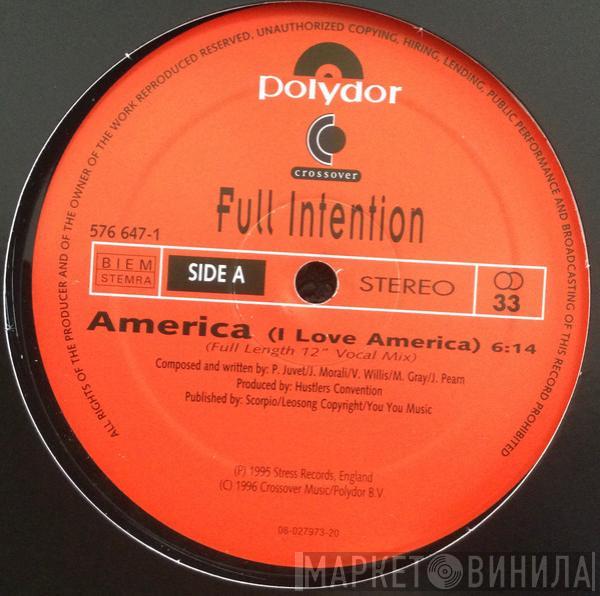 ALL RIGHTS OF THE PRODUCER AND OF THE OWNER OF THE WORK REPRODUCED RESERVED. UNAUTHORIZED COPYING, HIRING, LENDING, PUBLIC PERFORMANCE AND BROADCASTING OF THIS RECORD PROHIBITED
polydor
crossover
Full Intention
576 647-1
BIEM
STEMRA
SIDE A
STEREO
33
America (I Love America) 6:14
(Full Length 12" Vocal Mix)
Composed and written by: P. Juvet/J. Morali/V. Willis/M. Gray/J. Pearn
Produced by: Hustlers Convention
Published by: Scorpio/Leosong Copyright/You You Music
(P) 1995 Stress Records, England
(C) 1996 Crossover Music/Polydor B.V.
08-027973-20
МАРКЕТ ВИНИЛА